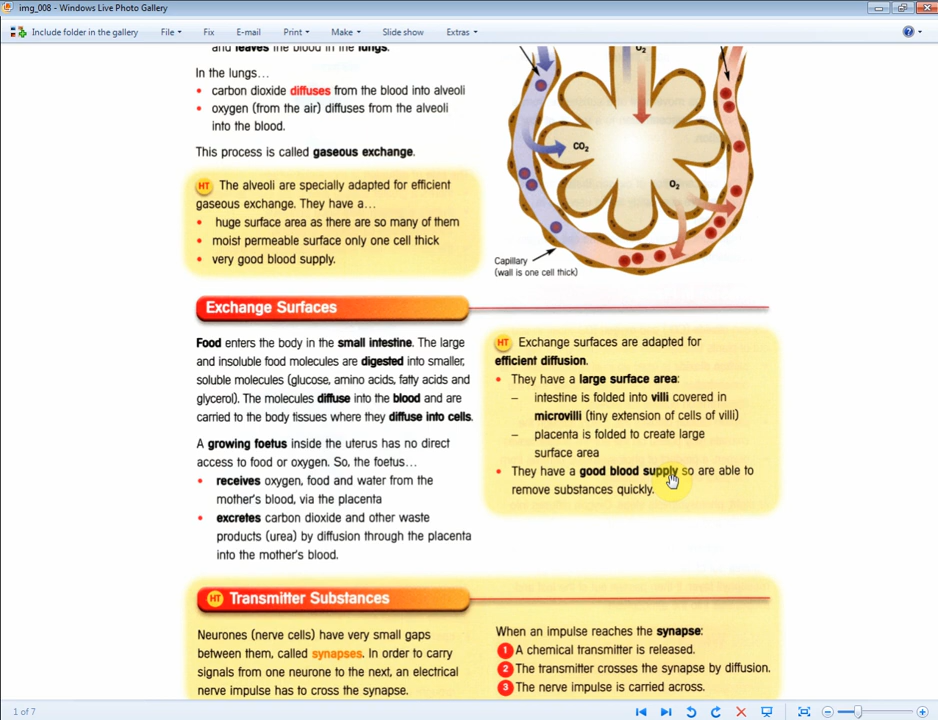 img_008 - Windows Live Photo Gallery
Include folder in the gallery File Fix E-mail Print Make Slide show Extras
and leaves the blood in the lungs.
In the lungs…
• carbon dioxide diffuses from the blood into alveoli
• oxygen (from the air) diffuses from the alveoli
into the blood.
This process is called gaseous exchange.
HT The alveoli are specially adapted for efficient
gaseous exchange. They have a…
• huge surface area as there are so many of them
• moist permeable surface only one cell thick
• very good blood supply.
O₂
CO₂
O₂
Capillary
(wall is one cell thick)
Exchange Surfaces
Food enters the body in the small intestine. The large
and insoluble food molecules are digested into smaller,
soluble molecules (glucose, amino acids, fatty acids and
glycerol). The molecules diffuse into the blood and are
carried to the body tissues where they diffuse into cells.
A growing foetus inside the uterus has no direct
access to food or oxygen. So, the foetus…
• receives oxygen, food and water from the
mother's blood, via the placenta
• excretes carbon dioxide and other waste
products (urea) by diffusion through the placenta
into the mother's blood.
HT Exchange surfaces are adapted for
efficient diffusion.
• They have a large surface area:
– intestine is folded into villi covered in
microvilli (tiny extension of cells of villi)
– placenta is folded to create large
surface area
• They have a good blood supply so are able to
remove substances quickly.
HT Transmitter Substances
Neurones (nerve cells) have very small gaps
between them, called synapses. In order to carry
signals from one neurone to the next, an electrical
nerve impulse has to cross the synapse.
When an impulse reaches the synapse:
1 A chemical transmitter is released.
2 The transmitter crosses the synapse by diffusion.
3 The nerve impulse is carried across.
1 of 7